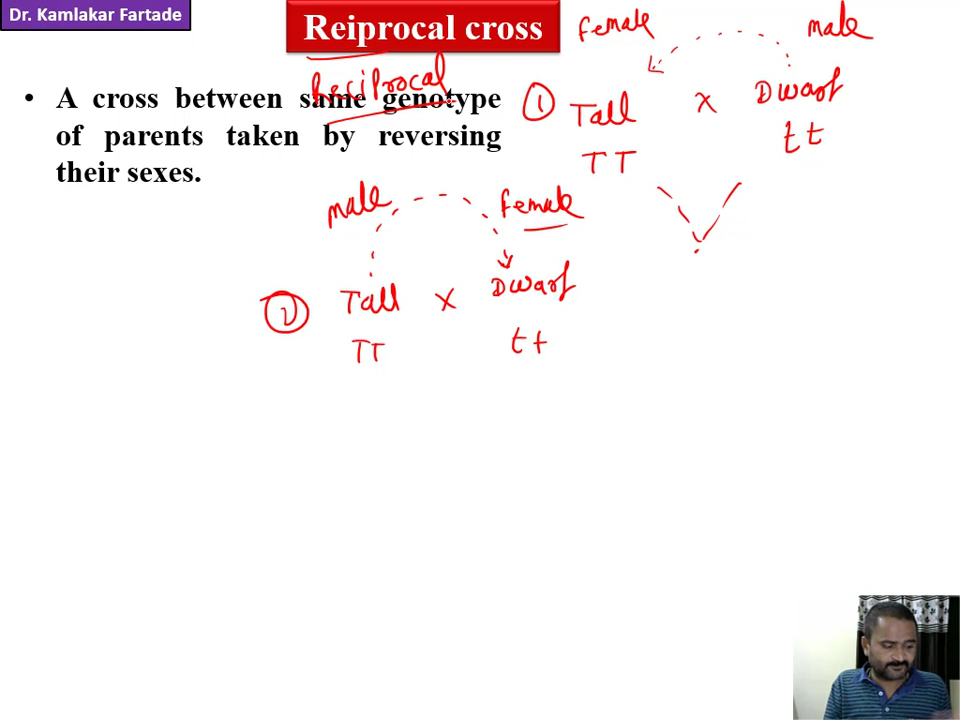 Dr. Kamlakar Fartade
Reiprocal cross
Reciprocal
• A cross between same genotype
of parents taken by reversing
their sexes.
female male
① Tall x Dwarf
TT tt
male female
② Tall x Dwarf
TT tt